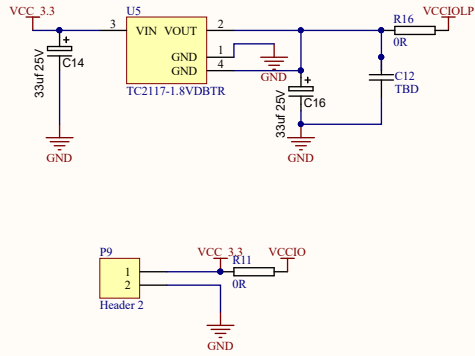 VCC_3.3
U5
R16
VCCIOLP
3
VIN VOUT
2
0R
+
C14
33uf 25V
GND
1
GND
4
GND
TC2117-1.8VDBTR
+
C16
33uf 25V
C12
TBD
GND
GND
P9
VCC_3.3
VCCIO
R11
1
2
0R
Header 2
GND